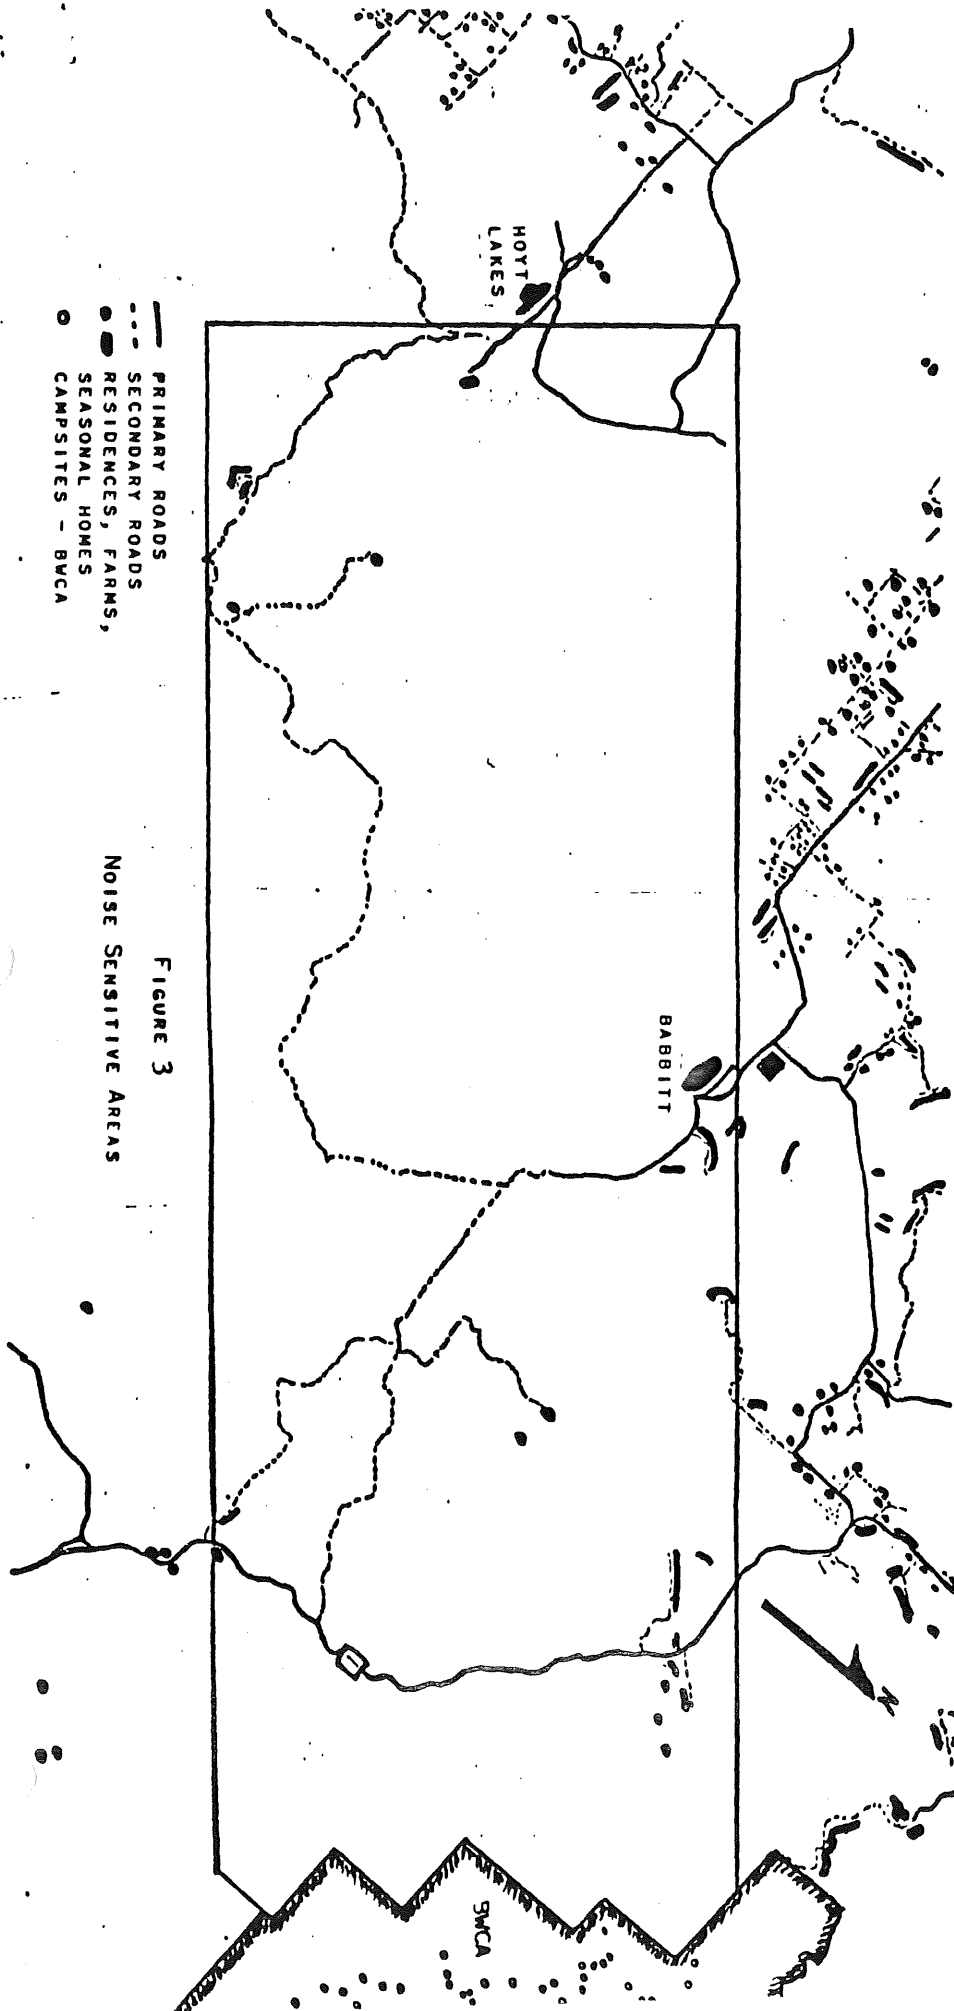 HOYT
LAKES
BABBITT
BWCA
N
PRIMARY ROADS
SECONDARY ROADS
RESIDENCES, FARMS,
SEASONAL HOMES
CAMPSITES - BWCA
FIGURE 3
NOISE SENSITIVE AREAS